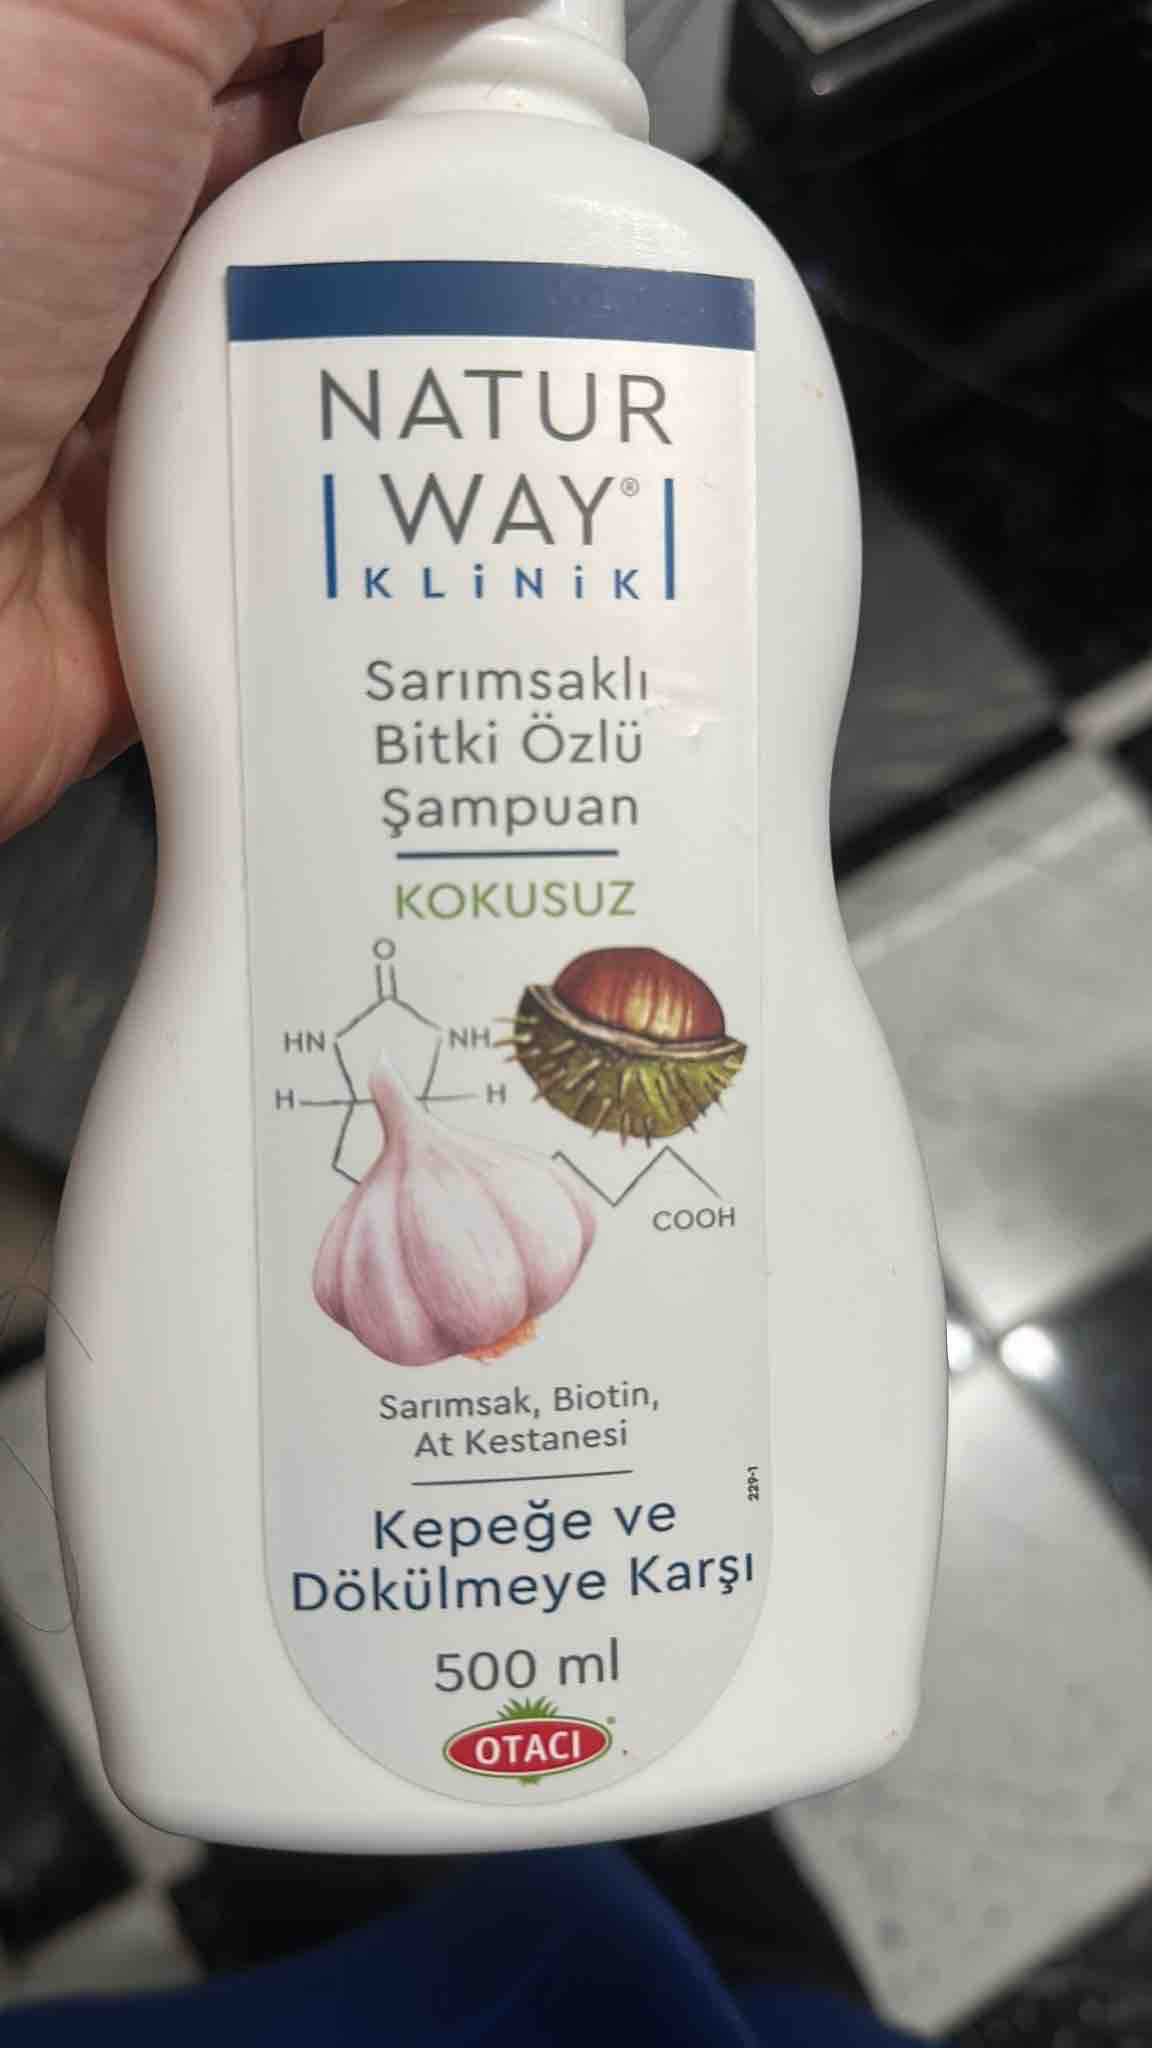 NATUR
WAY®
KLiNiK
Sarımsaklı
Bitki Özlü
Şampuan
KOKUSUZ
O
HN NH
H H
COOH
Sarımsak, Biotin,
At Kestanesi
229-1
Kepeğe ve
Dökülmeye Karşı
500 ml
OTACI